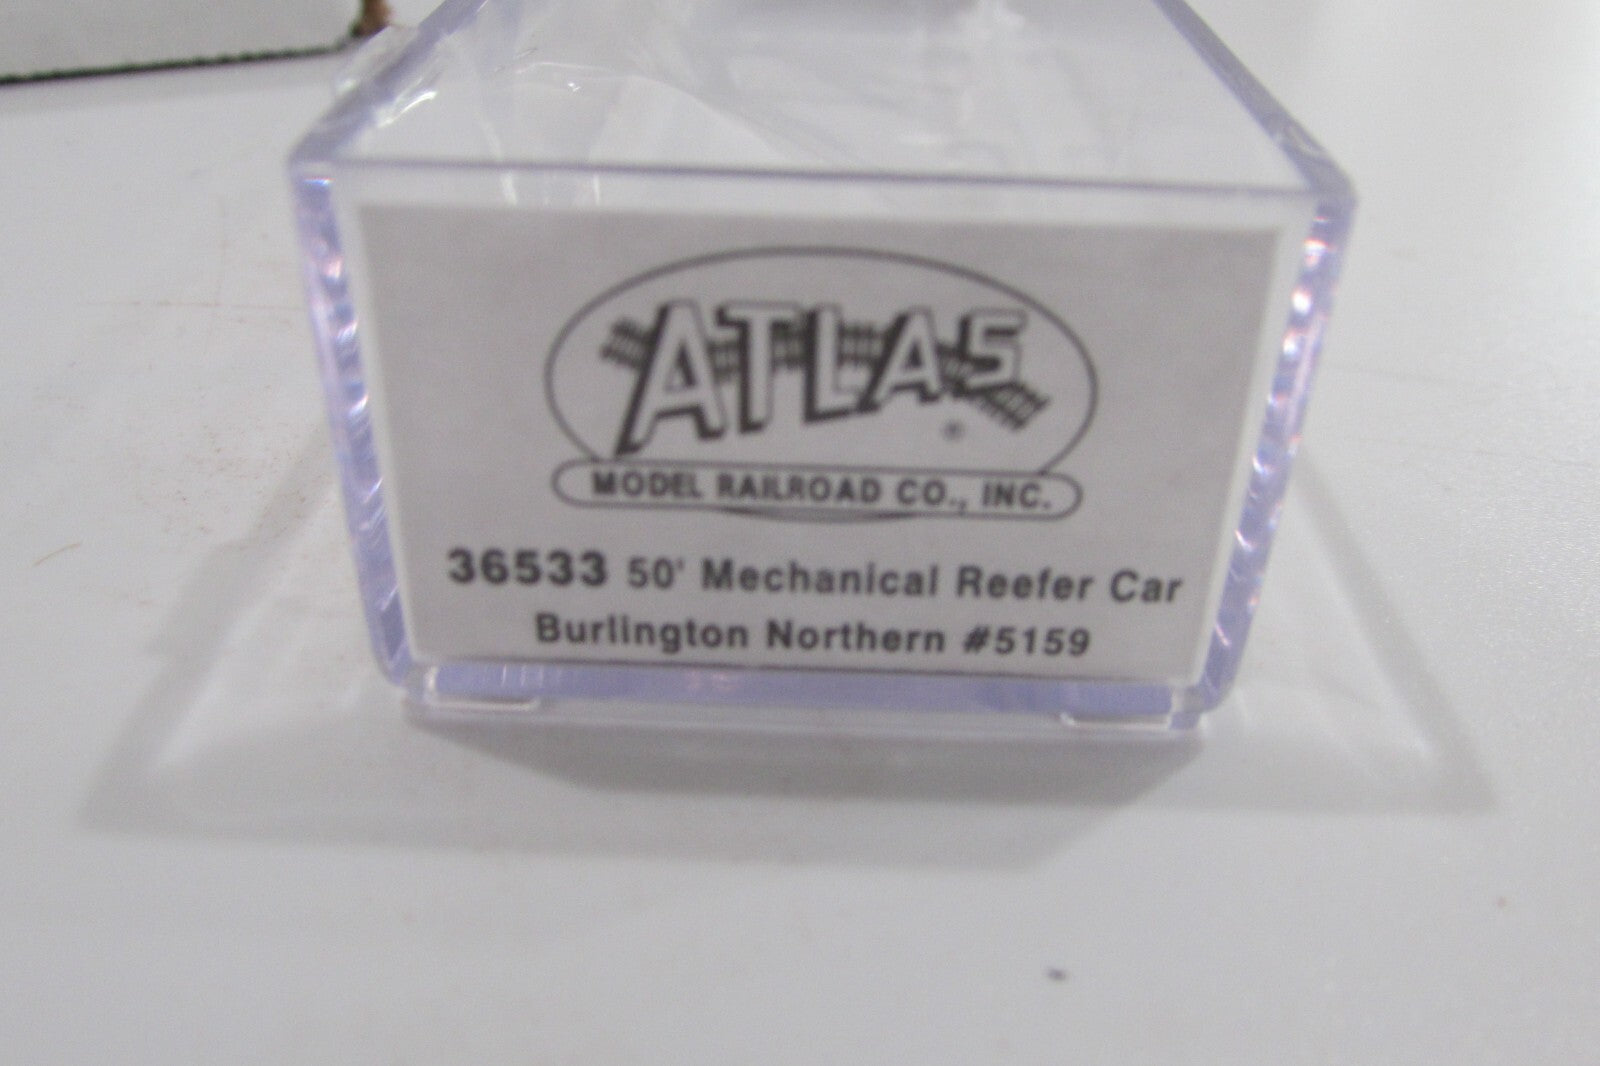 ATLAS ®
MODEL RAILROAD CO., INC.
36533 50' Mechanical Reefer Car
Burlington Northern #5159